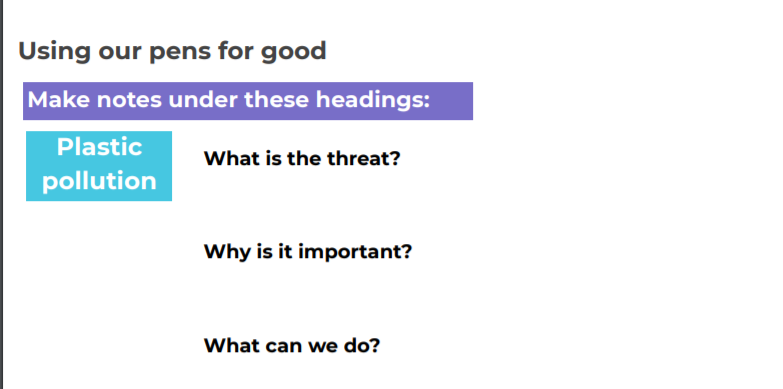 Using our pens for good
Make notes under these headings:
Plastic
pollution
What is the threat?
Why is it important?
What can we do?